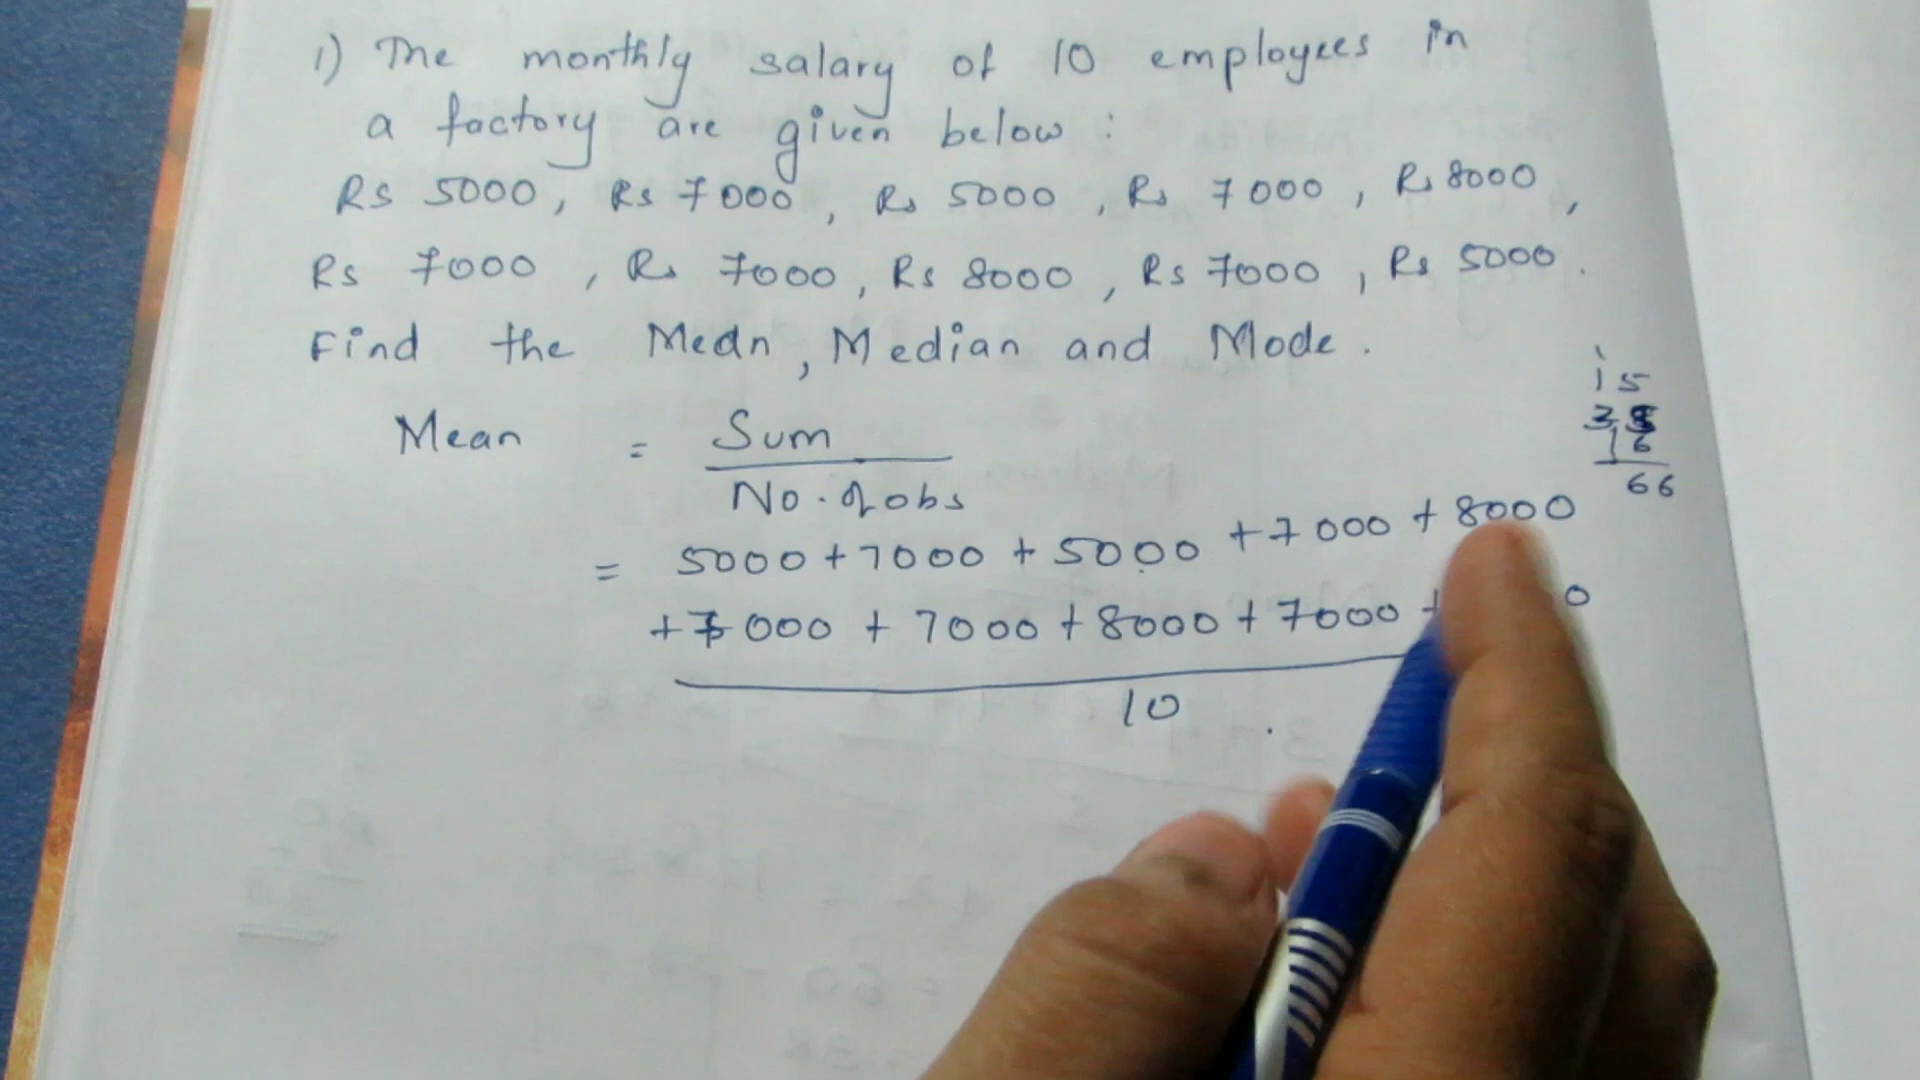 1) The monthly salary of 10 employees in
a factory are given below :
Rs 5000, Rs 7000, Rs 5000, Rs 7000, Rs 8000,
Rs 7000, Rs 7000, Rs 8000, Rs 7000, Rs 5000.
Find the Mean, Median and Mode.
Mean = Sum
No. of obs
= 5000 + 7000 + 5000 + 7000 + 8000
+ 7000 + 7000 + 8000 + 7000 +
10
15
16
66